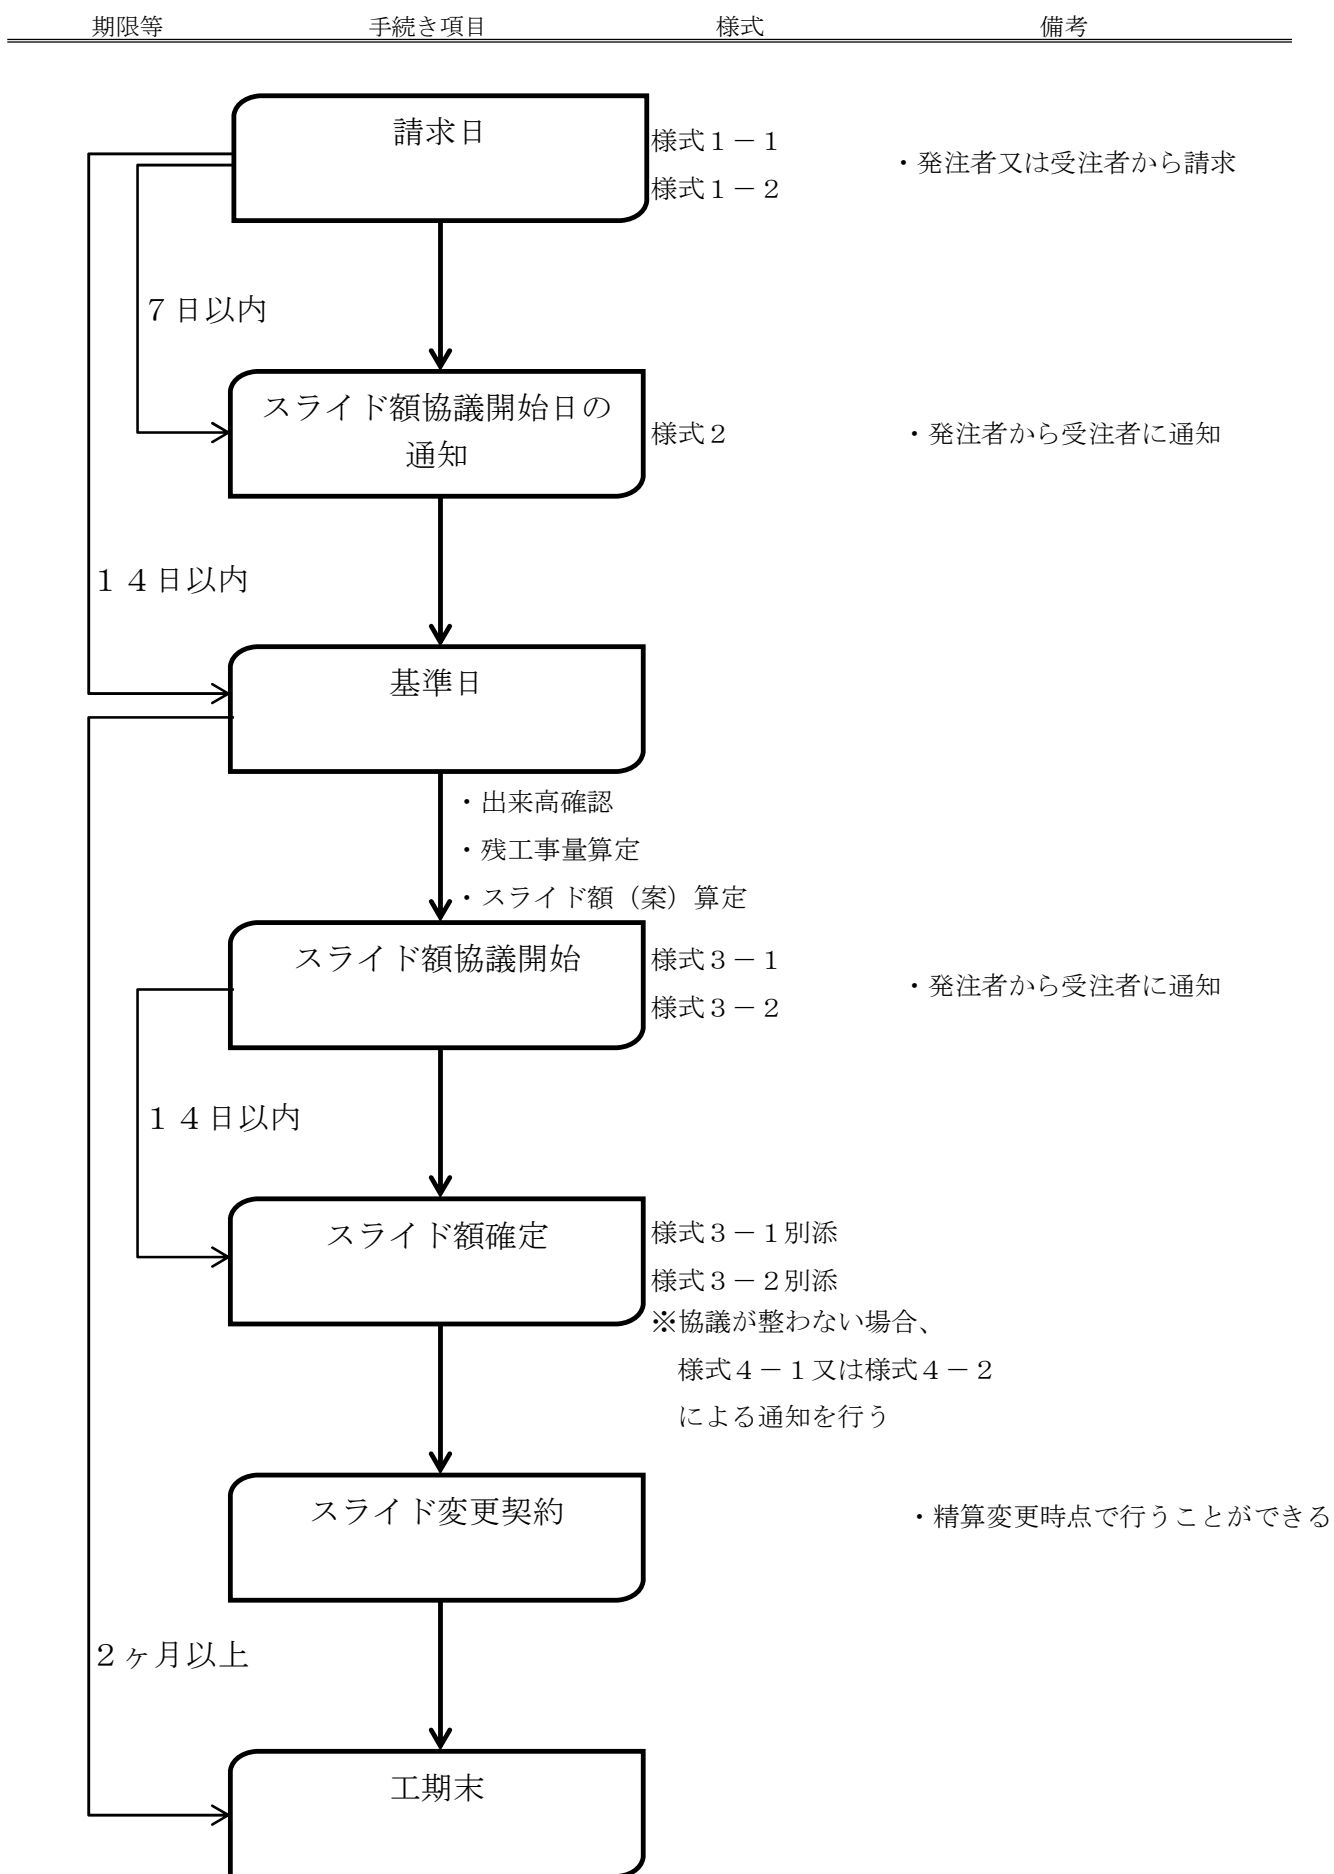 期限等 手続き項目 様式 備考
請求日
様式１－１
様式１－２
・発注者又は受注者から請求
７日以内
スライド額協議開始日の
通知
様式２
・発注者から受注者に通知
１４日以内
基準日
・出来高確認
・残工事量算定
・スライド額（案）算定
スライド額協議開始
様式３－１
様式３－２
・発注者から受注者に通知
１４日以内
スライド額確定
様式３－１別添
様式３－２別添
※協議が整わない場合、
様式４－１又は様式４－２
による通知を行う
スライド変更契約
・精算変更時点で行うことができる
２ヶ月以上
工期末